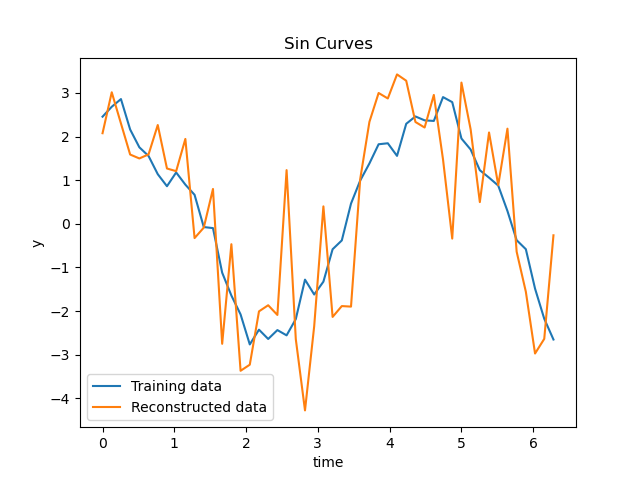 Sin Curves
3
2
1
0
−1
−2
−3
−4
y
Training data
Reconstructed data
0 1 2 3 4 5 6
time